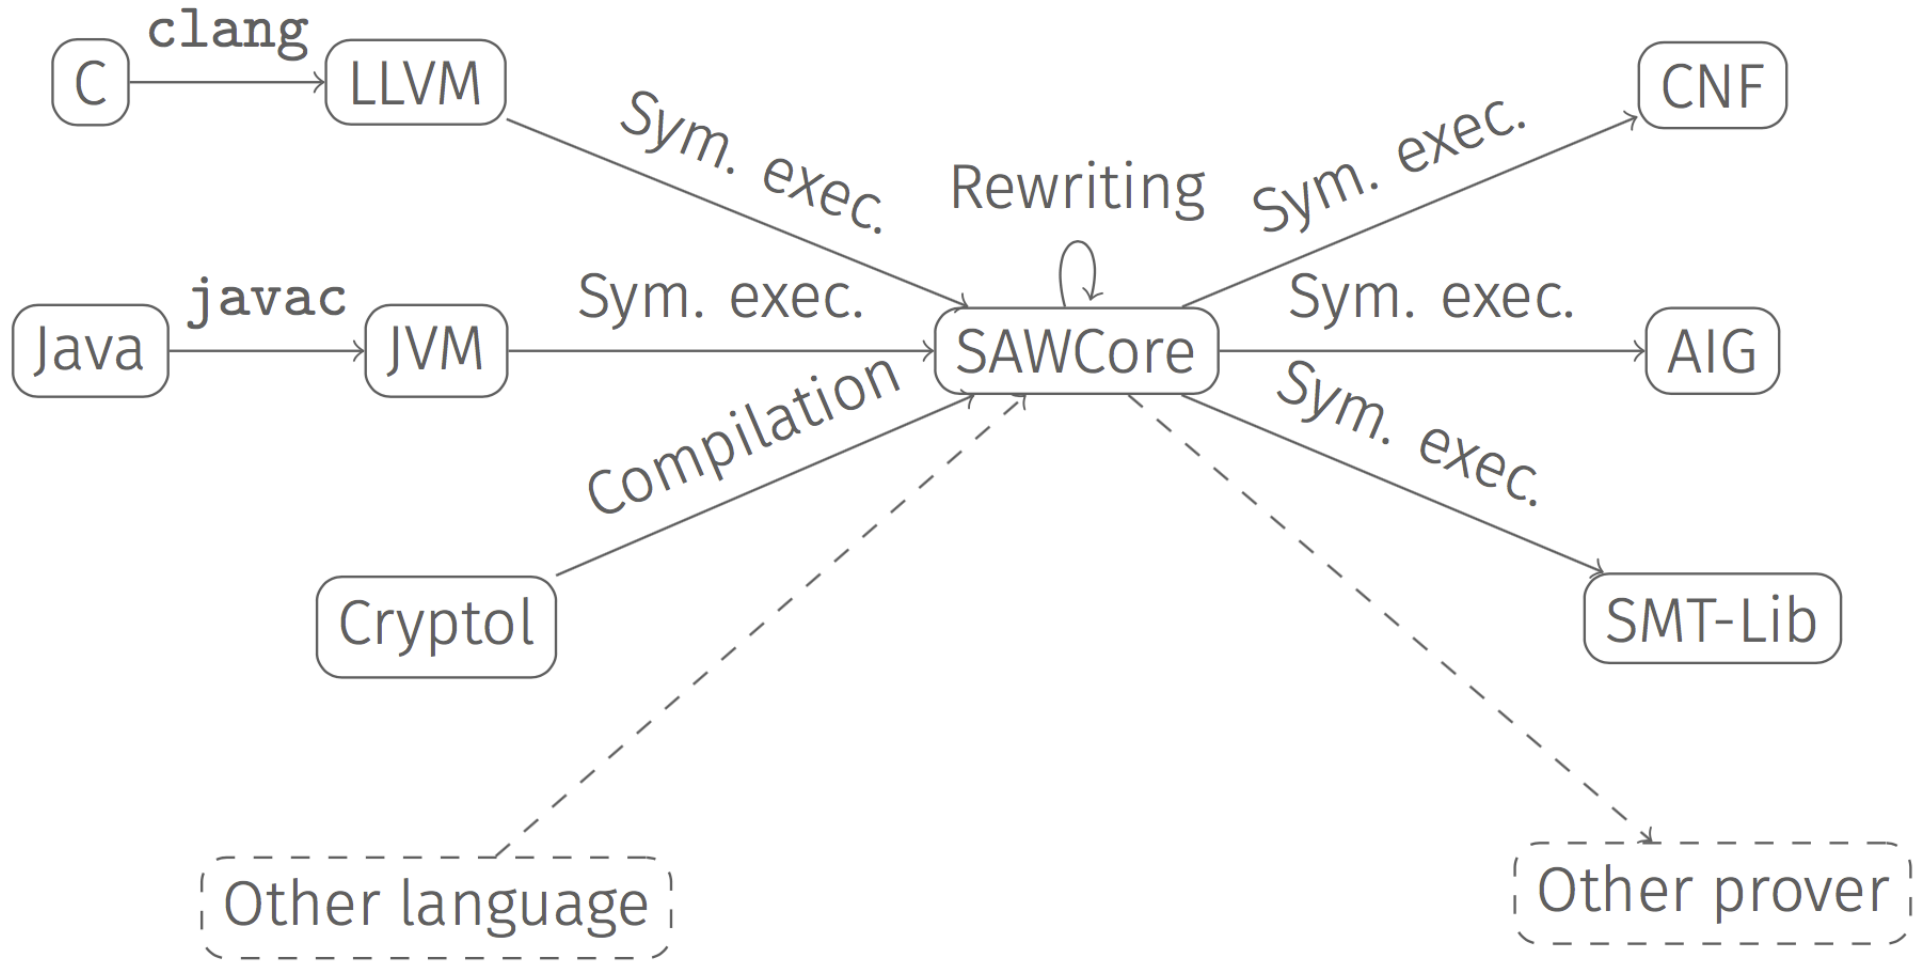 clang
C
LLVM
Sym. exec.
Rewriting
Sym. exec.
CNF
javac
Java
JVM
Sym. exec.
SAWCore
Sym. exec.
AIG
Compilation
Sym. exec.
Cryptol
SMT-Lib
Other language
Other prover